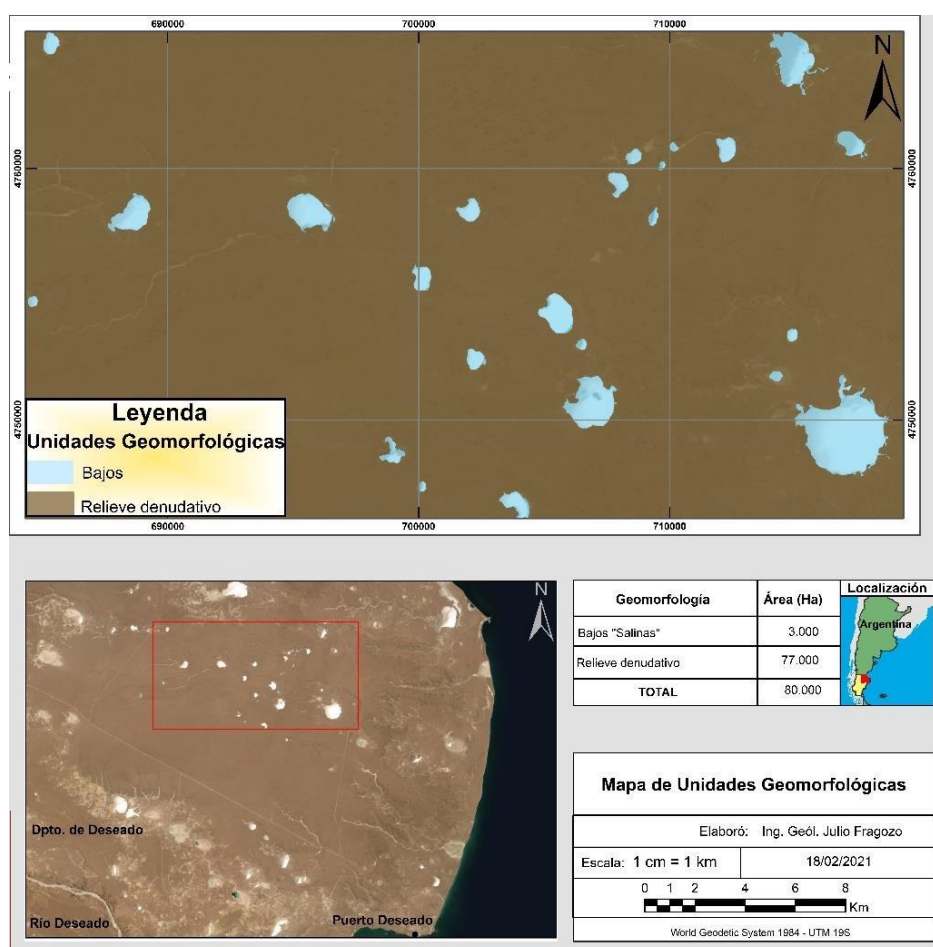 690000 700000 710000
N
4760000 4760000
4750000 4750000
Leyenda
Unidades Geomorfológicas
Bajos
Relieve denudativo
690000 700000 710000
N
Dpto. de Deseado
Río Deseado
Puerto Deseado
Geomorfología Área (Ha)
Bajos "Salinas" 3.000
Relieve denudativo 77.000
TOTAL 80.000
Localización
Argentina
Mapa de Unidades Geomorfológicas
Elaboró: Ing. Geól. Julio Fragozo
Escala: 1 cm = 1 km 18/02/2021
0 1 2 4 6 8
Km
World Geodetic System 1984 - UTM 19S